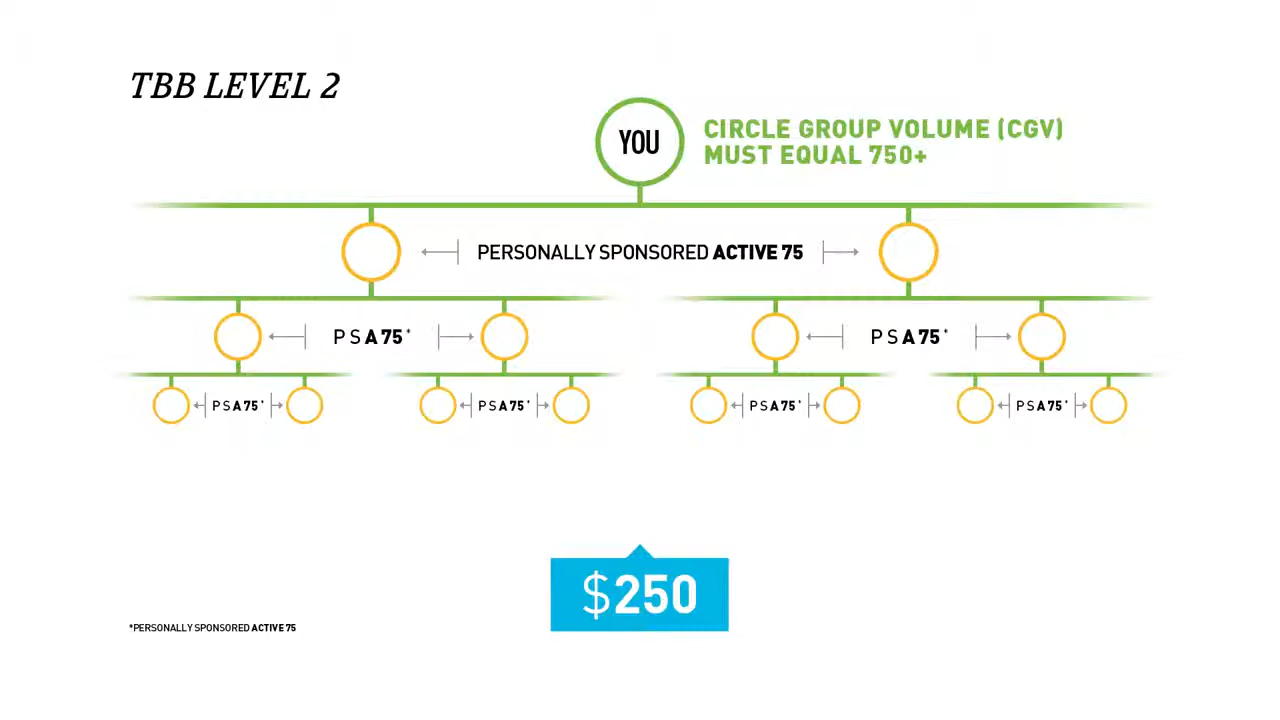 TBB LEVEL 2
YOU
CIRCLE GROUP VOLUME (CGV)
MUST EQUAL 750+
PERSONALLY SPONSORED ACTIVE 75
PSA75*
PSA75*
PSA75*
PSA75*
PSA75*
PSA75*
$250
*PERSONALLY SPONSORED ACTIVE 75